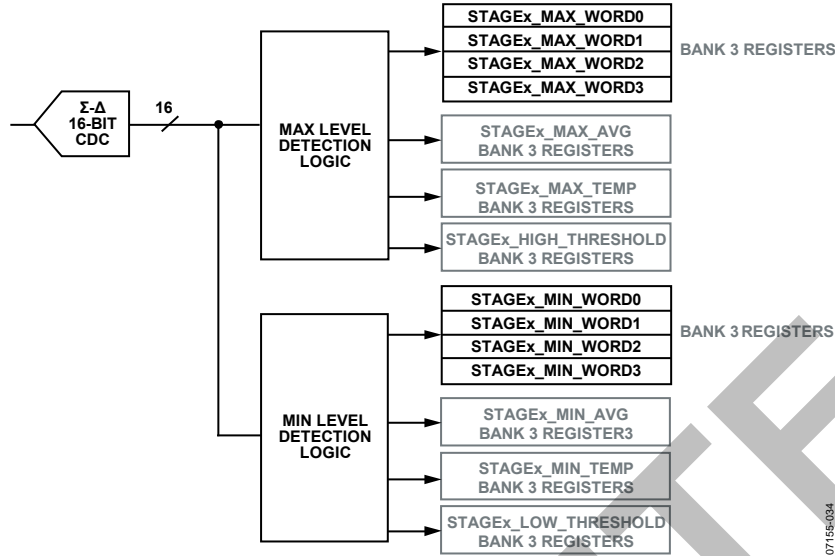 STAGEx_MAX_WORD0
STAGEx_MAX_WORD1
STAGEx_MAX_WORD2
STAGEx_MAX_WORD3
BANK 3 REGISTERS
Σ-Δ
16-BIT
CDC
16
MAX LEVEL
DETECTION
LOGIC
STAGEx_MAX_AVG
BANK 3 REGISTERS
STAGEx_MAX_TEMP
BANK 3 REGISTERS
STAGEx_HIGH_THRESHOLD
BANK 3 REGISTERS
STAGEx_MIN_WORD0
STAGEx_MIN_WORD1
STAGEx_MIN_WORD2
STAGEx_MIN_WORD3
BANK 3 REGISTERS
MIN LEVEL
DETECTION
LOGIC
STAGEx_MIN_AVG
BANK 3 REGISTER3
STAGEx_MIN_TEMP
BANK 3 REGISTERS
STAGEx_LOW_THRESHOLD
BANK 3 REGISTERS
07155-034
TE